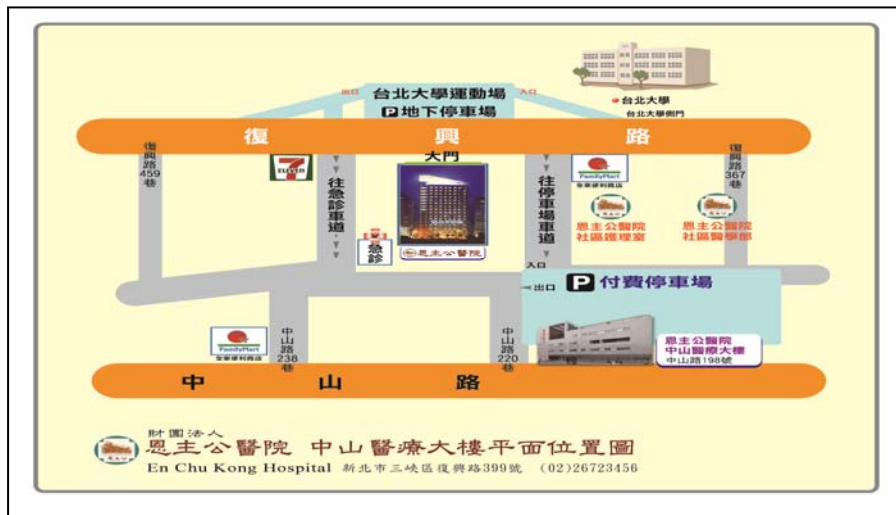 台北大學
台北大學側門
出口
台北大學運動場
P地下停車場
入口
復興路
復興路459巷
7
ELEVEN
往急診車道
大門
急診
恩主公醫院
往停車場車道
FamilyMart
全家便利商店
恩主公醫院
社區護理室
恩主公醫院
社區醫學部
復興路367巷
入口
出口
P付費停車場
FamilyMart
全家便利商店
中山路238巷
中山路220巷
恩主公醫院
中山醫療大樓
中山路198號
中山路
財團法人
恩主公醫院 中山醫療大樓平面位置圖
En Chu Kong Hospital 新北市三峽區復興路399號 (02)26723456